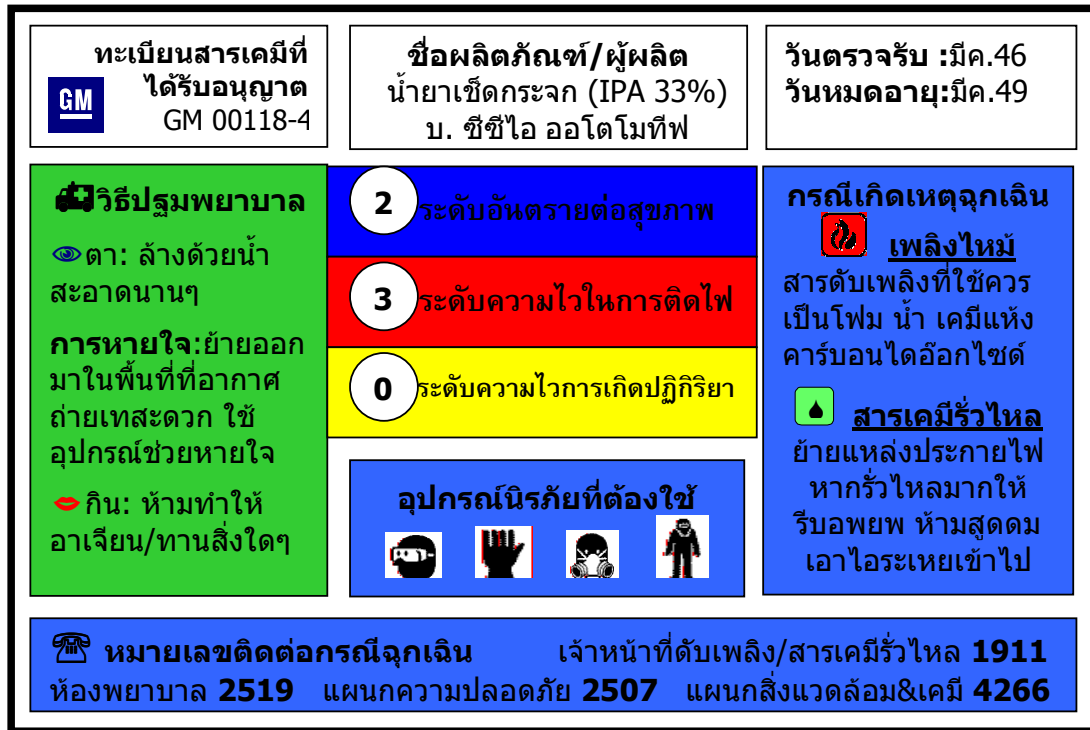 ทะเบียนสารเคมีที่
ได้รับอนุญาต
GM
GM 00118-4
ชื่อผลิตภัณฑ์/ผู้ผลิต
น้ำยาเช็ดกระจก (IPA 33%)
บ. ซีซีไอ ออโตโมทีฟ
วันตรวจรับ :มีค.46
วันหมดอายุ:มีค.49
วิธีปฐมพยาบาล
ตา: ล้างด้วยน้ำ
สะอาดนานๆ
การหายใจ:ย้ายออก
มาในพื้นที่ที่อากาศ
ถ่ายเทสะดวก ใช้
อุปกรณ์ช่วยหายใจ
กิน: ห้ามทำให้
อาเจียน/ทานสิ่งใดๆ
2 ระดับอันตรายต่อสุขภาพ
3 ระดับความไวในการติดไฟ
0 ระดับความไวการเกิดปฏิกิริยา
อุปกรณ์นิรภัยที่ต้องใช้
กรณีเกิดเหตุฉุกเฉิน
เพลิงไหม้
สารดับเพลิงที่ใช้ควร
เป็นโฟม น้ำ เคมีแห้ง
คาร์บอนไดอ๊อกไซด์
สารเคมีรั่วไหล
ย้ายแหล่งประกายไฟ
หากรั่วไหลมากให้
รีบอพยพ ห้ามสูดดม
เอาไอระเหยเข้าไป
หมายเลขติดต่อกรณีฉุกเฉิน เจ้าหน้าที่ดับเพลิง/สารเคมีรั่วไหล 1911
ห้องพยาบาล 2519 แผนกความปลอดภัย 2507 แผนกสิ่งแวดล้อม&เคมี 4266